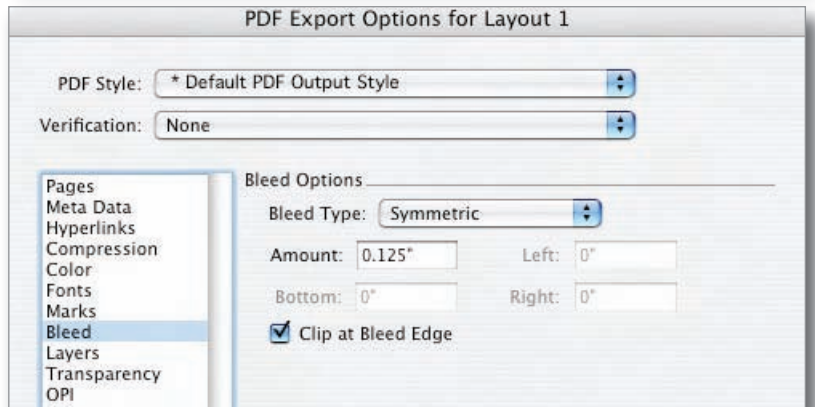 PDF Export Options for Layout 1
PDF Style: * Default PDF Output Style
Verification: None
Pages
Meta Data
Hyperlinks
Compression
Color
Fonts
Marks
Bleed
Layers
Transparency
OPI
Bleed Options
Bleed Type: Symmetric
Amount: 0.125" Left: 0"
Bottom: 0" Right: 0"
Clip at Bleed Edge